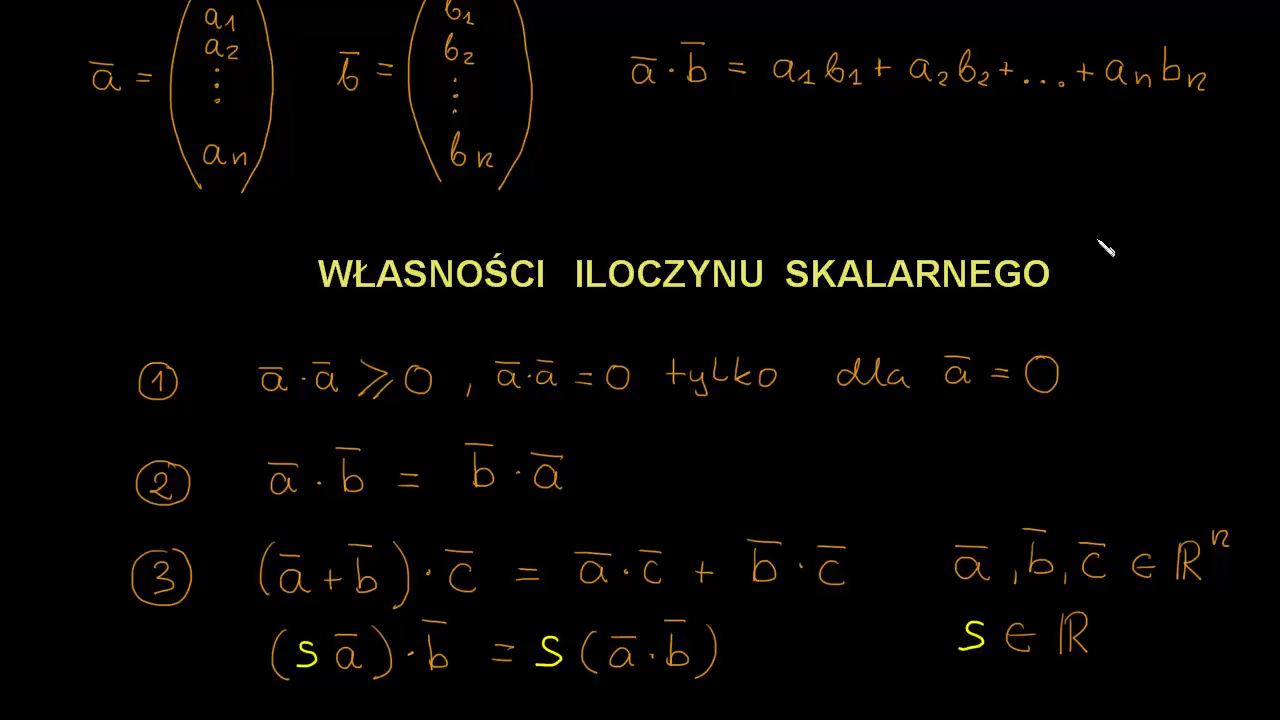 a̅ = (a₁ a₂ ⋮ aₙ) b̅ = (b₁ b₂ ⋮ bₙ) a̅ · b̅ = a₁b₁ + a₂b₂ + ... + aₙbₙ
WŁASNOŚCI ILOCZYNU SKALARNEGO
① a̅ · a̅ ⩾ 0 , a̅ · a̅ = 0 tylko dla a̅ = 0
② a̅ · b̅ = b̅ · a̅
③ (a̅ + b̅) · c̅ = a̅ · c̅ + b̅ · c̅ a̅ , b̅ , c̅ ∈ ℝⁿ
(s a̅) · b̅ = s (a̅ · b̅) s ∈ ℝ